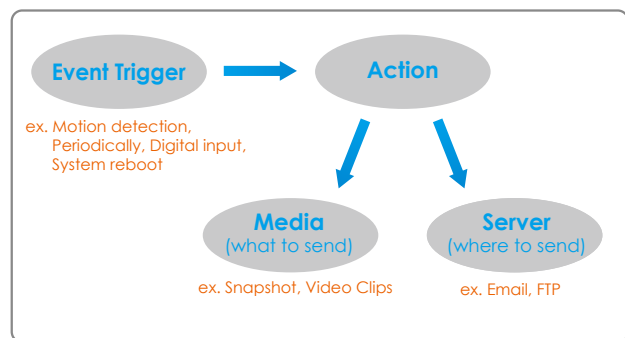 Event Trigger
Action
ex. Motion detection,
Periodically, Digital input,
System reboot
Media
(what to send)
Server
(where to send)
ex. Snapshot, Video Clips
ex. Email, FTP